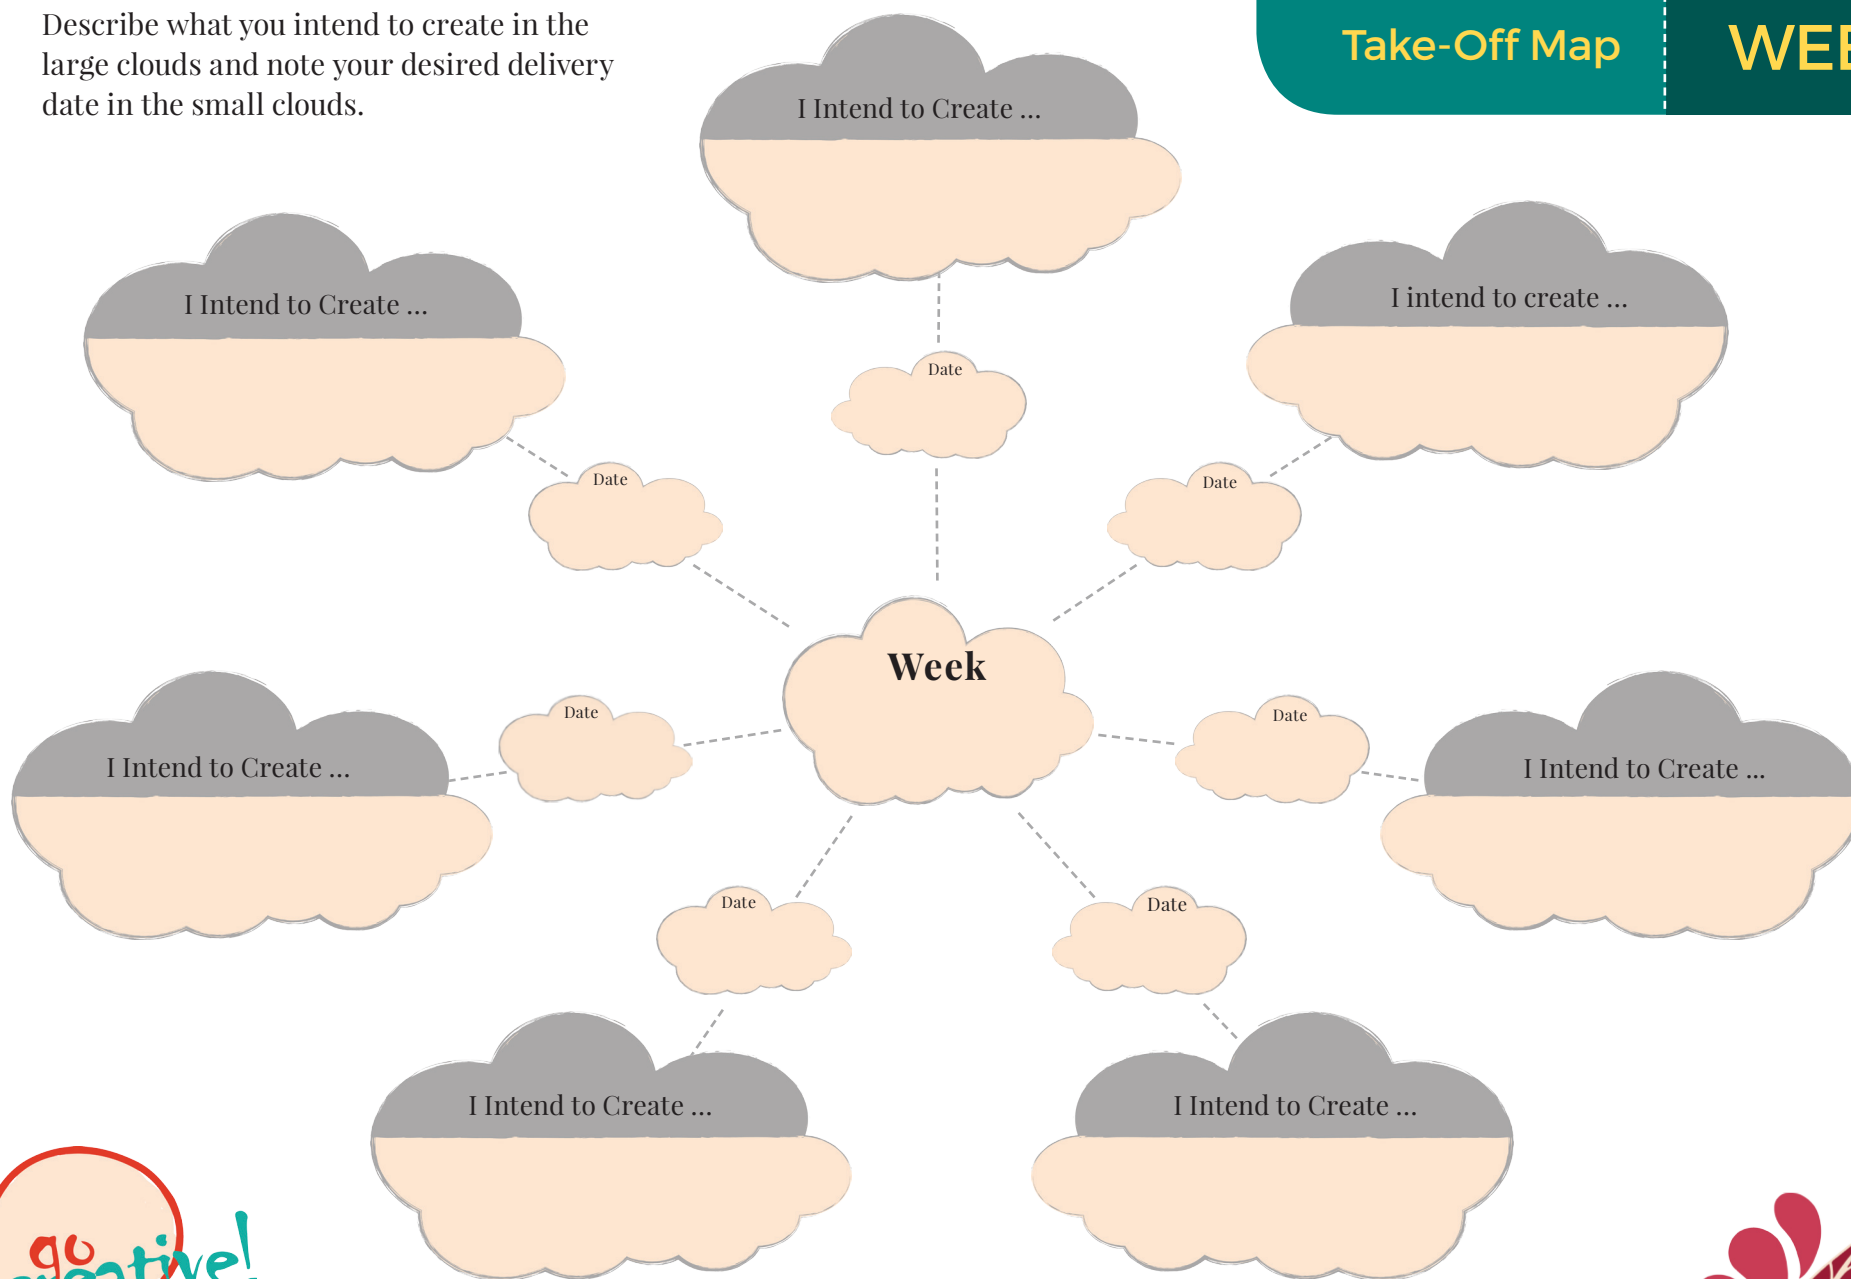 Describe what you intend to create in the
large clouds and note your desired delivery
date in the small clouds.
Take-Off Map
I Intend to Create ...
I Intend to Create ...
I intend to create ...
Date
Date
Date
Week
Date
Date
I Intend to Create ...
I Intend to Create ...
Date
Date
I Intend to Create ...
I Intend to Create ...
go